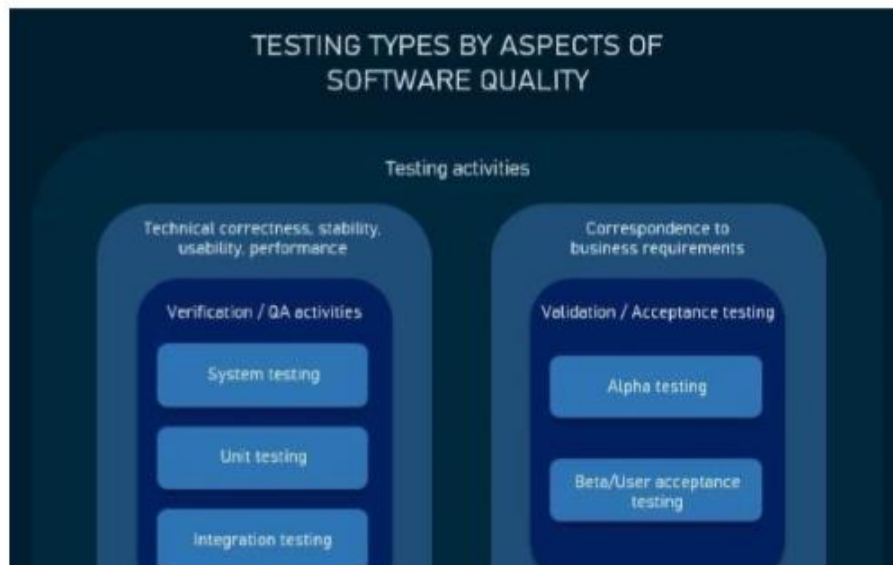 TESTING TYPES BY ASPECTS OF
SOFTWARE QUALITY
Testing activities
Technical correctness, stability,
usability, performance
Verification / QA activities
System testing
Unit testing
Integration testing
Correspondence to
business requirements
Validation / Acceptance testing
Alpha testing
Beta/User acceptance
testing